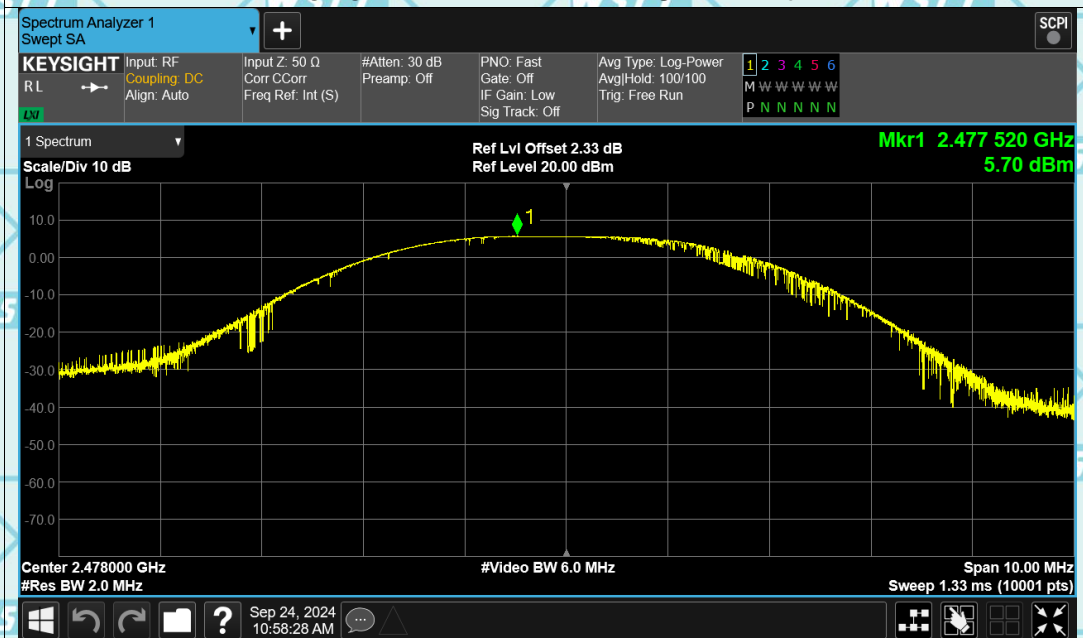 Spectrum Analyzer 1
Swept SA
+
SCPI
KEYSIGHT
R L
LXI
Input: RF
Coupling: DC
Align: Auto
Input Z: 50 Ω
Corr CCorr
Freq Ref: Int (S)
#Atten: 30 dB
Preamp: Off
PNO: Fast
Gate: Off
IF Gain: Low
Sig Track: Off
Avg Type: Log-Power
Avg|Hold: 100/100
Trig: Free Run
1 2 3 4 5 6
M W W W W W W
P N N N N N
1 Spectrum
Scale/Div 10 dB
Ref Lvl Offset 2.33 dB
Ref Level 20.00 dBm
Mkr1 2.477 520 GHz
5.70 dBm
Log
1
10.0
0.00
-10.0
-20.0
-30.0
-40.0
-50.0
-60.0
-70.0
Center 2.478000 GHz
#Video BW 6.0 MHz
Span 10.00 MHz
#Res BW 2.0 MHz
Sweep 1.33 ms (10001 pts)
?
Sep 24, 2024
10:58:28 AM